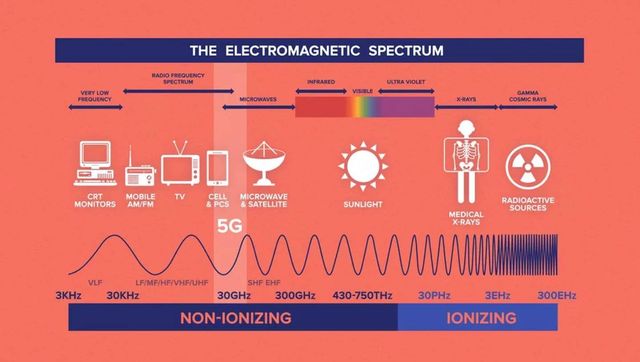 THE ELECTROMAGNETIC SPECTRUM
VERY LOW
FREQUENCY
RADIO FREQUENCY
SPECTRUM
MICROWAVES
INFRARED
VISIBLE
ULTRA VIOLET
X-RAYS
GAMMA
COSMIC RAYS
CRT
MONITORS
MOBILE
AM/FM
TV
CELL
& PCS
MICROWAVE
& SATELLITE
SUNLIGHT
MEDICAL
X-RAYS
RADIOACTIVE
SOURCES
5G
VLF
LF/MF/HF/VHF/UHF
SHF EHF
3KHz
30KHz
30GHz
300GHz
430-750THz
30PHz
3EHz
300EHz
NON-IONIZING
IONIZING